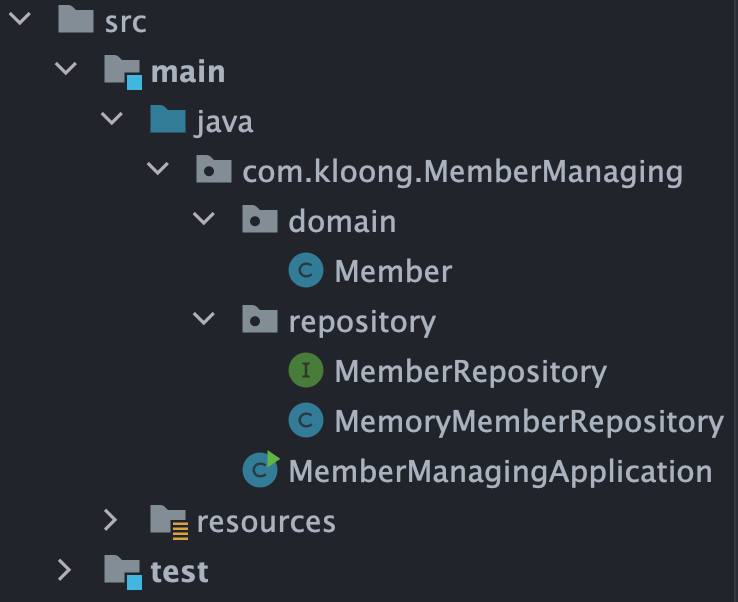 src
main
java
com.kloong.MemberManaging
domain
C Member
repository
I MemberRepository
C MemoryMemberRepository
C MemberManagingApplication
resources
test